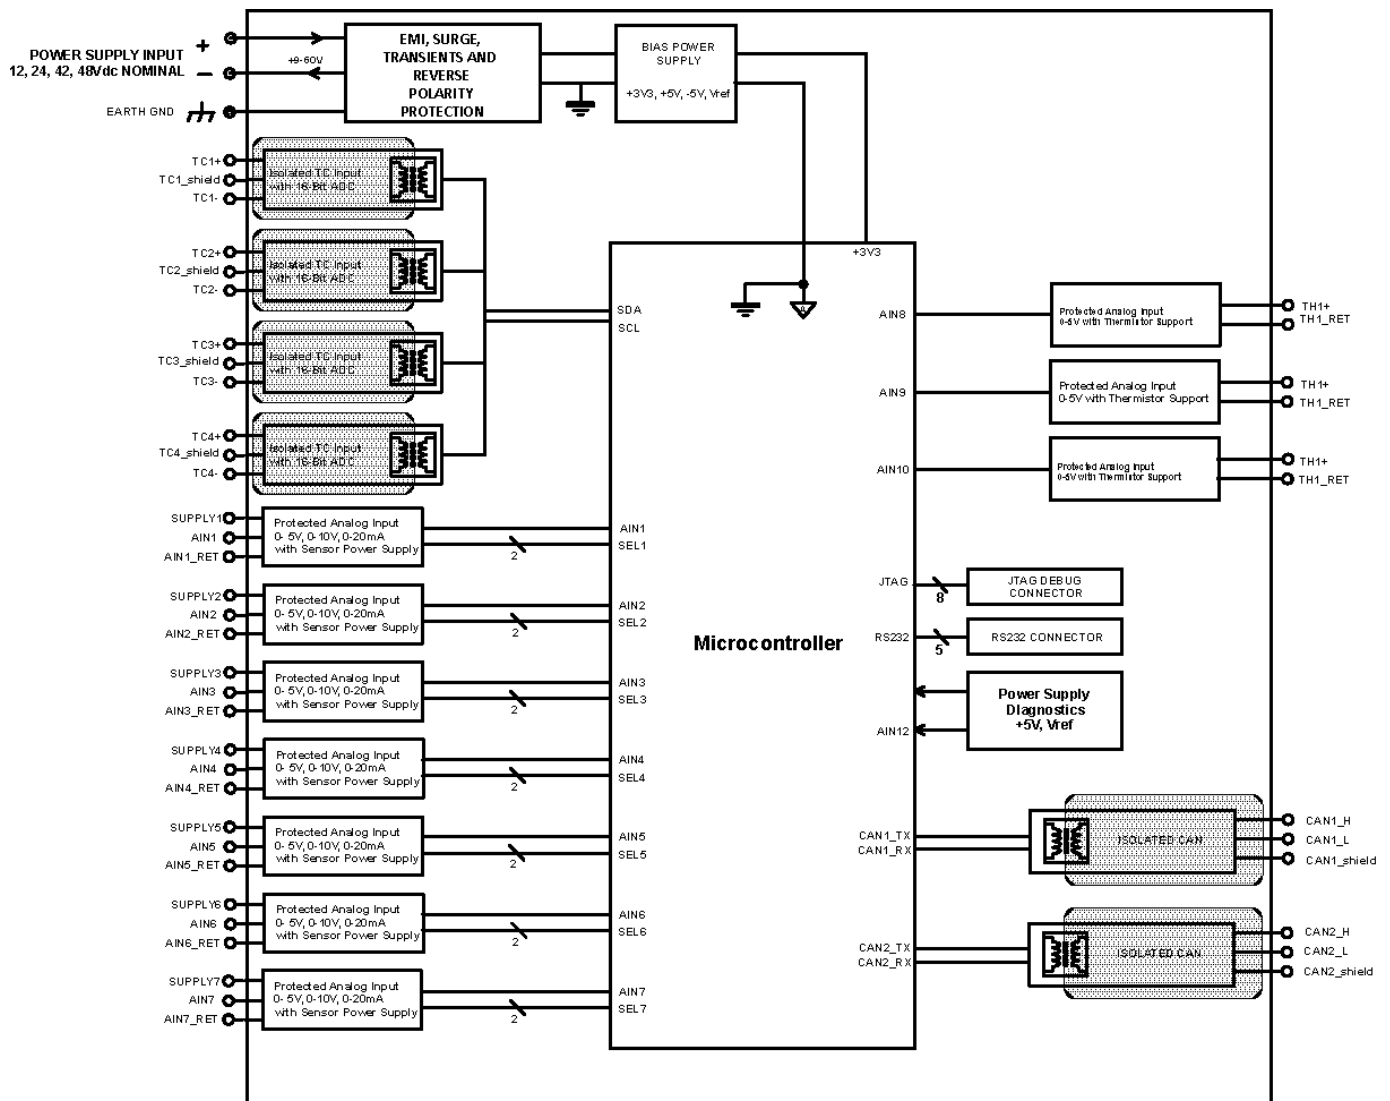 POWER SUPPLY INPUT
12, 24, 42, 48Vdc NOMINAL
+
−
EARTH GND
+9-60V
EMI, SURGE,
TRANSIENTS AND
REVERSE
POLARITY
PROTECTION
BIAS POWER
SUPPLY
+3V3, +5V, -5V, Vref
TC1+
TC1_shield
TC1-
Isolated TC Input
with 16-Bit ADC
TC2+
TC2_shield
TC2-
Isolated TC Input
with 16-Bit ADC
TC3+
TC3_shield
TC3-
Isolated TC Input
with 16-Bit ADC
TC4+
TC4_shield
TC4-
Isolated TC Input
with 16-Bit ADC
SUPPLY1
AIN1
AIN1_RET
Protected Analog Input
0- 5V, 0-10V, 0-20mA
with Sensor Power Supply
2
SUPPLY2
AIN2
AIN2_RET
Protected Analog Input
0- 5V, 0-10V, 0-20mA
with Sensor Power Supply
2
SUPPLY3
AIN3
AIN3_RET
Protected Analog Input
0- 5V, 0-10V, 0-20mA
with Sensor Power Supply
2
SUPPLY4
AIN4
AIN4_RET
Protected Analog Input
0- 5V, 0-10V, 0-20mA
with Sensor Power Supply
2
SUPPLY5
AIN5
AIN5_RET
Protected Analog Input
0- 5V, 0-10V, 0-20mA
with Sensor Power Supply
2
SUPPLY6
AIN6
AIN6_RET
Protected Analog Input
0- 5V, 0-10V, 0-20mA
with Sensor Power Supply
2
SUPPLY7
AIN7
AIN7_RET
Protected Analog Input
0- 5V, 0-10V, 0-20mA
with Sensor Power Supply
2
+3V3
A
SDA
SCL
AIN1
SEL1
AIN2
SEL2
AIN3
SEL3
AIN4
SEL4
AIN5
SEL5
AIN6
SEL6
AIN7
SEL7
Microcontroller
AIN8
AIN9
AIN10
JTAG
RS232
AIN12
CAN1_TX
CAN1_RX
CAN2_TX
CAN2_RX
Protected Analog Input
0-5V with Thermistor Support
TH1+
TH1_RET
Protected Analog Input
0-5V with Thermistor Support
TH1+
TH1_RET
Protected Analog Input
0-5V with Thermistor Support
TH1+
TH1_RET
8
JTAG DEBUG
CONNECTOR
5
RS232 CONNECTOR
Power Supply
Diagnostics
+5V, Vref
ISOLATED CAN
CAN1_H
CAN1_L
CAN1_shield
ISOLATED CAN
CAN2_H
CAN2_L
CAN2_shield